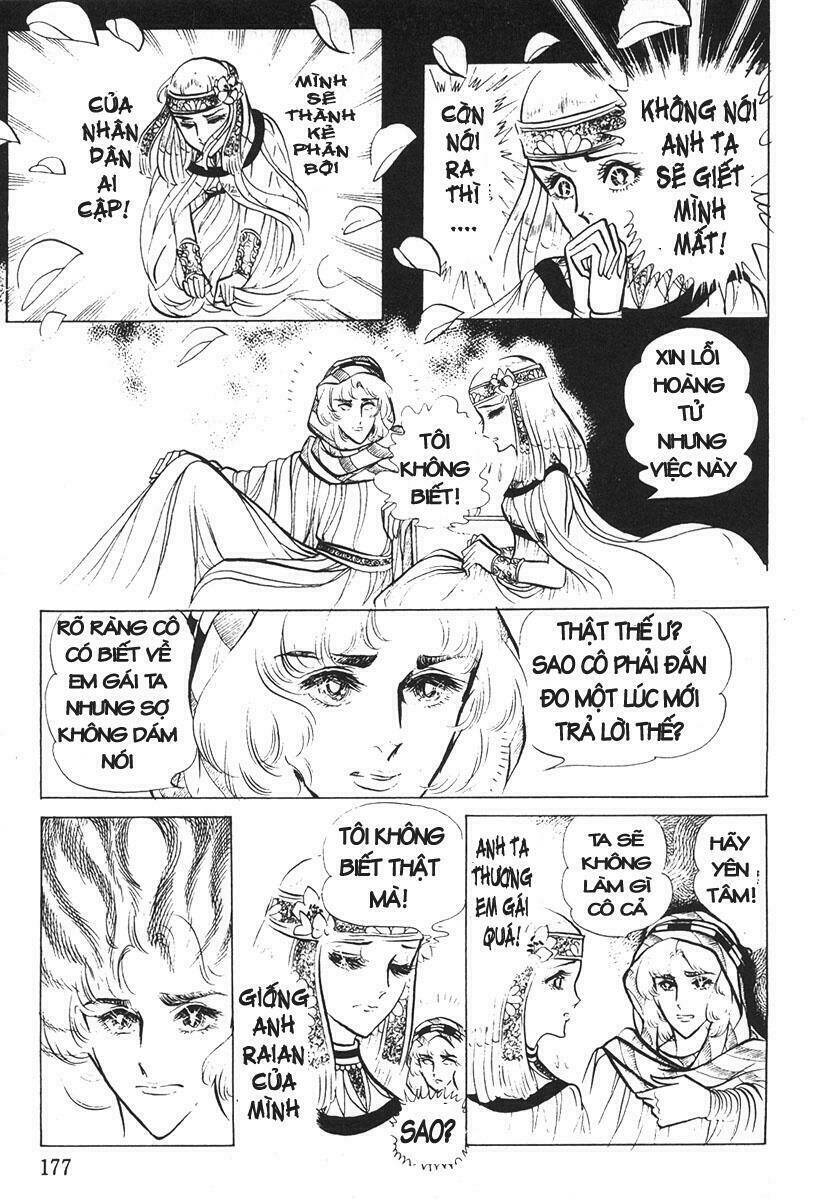 KHÔNG NÓI
ANH TA
SẼ GIẾT
MÌNH
MẤT!
CÒN
NÓI
RA THÌ
....
MÌNH
SẼ
THÀNH
KẺ
PHẢN
BỘI
CỦA
NHÂN
DÂN
AI
CẬP!
XIN LỖI
HOÀNG
TỬ
NHƯNG
VIỆC NÀY
TÔI
KHÔNG
BIẾT!
THẬT THẾ Ư?
SAO CÔ PHẢI ĐẮN
ĐO MỘT LÚC MỚI
TRẢ LỜI THẾ?
RÕ RÀNG CÔ
CÓ BIẾT VỀ
EM GÁI TA
NHƯNG SỢ
KHÔNG DÁM
NÓI
HÃY
YÊN
TÂM!
TA SẼ
KHÔNG
LÀM GÌ
CÔ CẢ
ANH TA
THƯƠNG
EM GÁI
QUÁ!
TÔI KHÔNG
BIẾT THẬT
MÀ!
GIỐNG
ANH
RAIAN
CỦA
MÌNH
SAO?
177